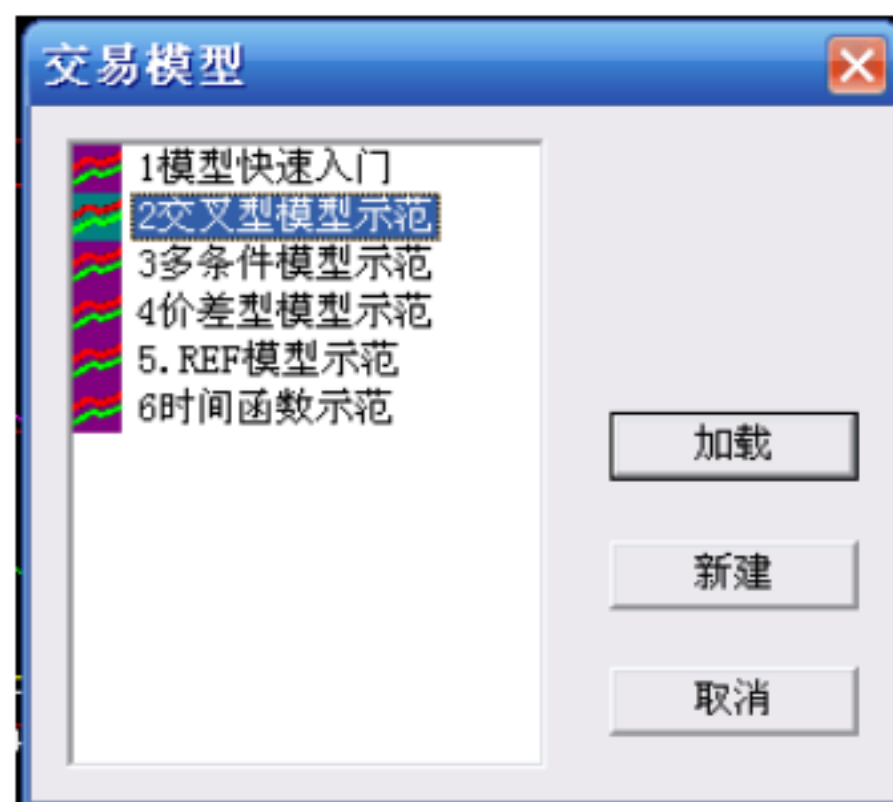 交易模型
1模型快速入门
2交叉型模型示范
3多条件模型示范
4价差型模型示范
5.REF模型示范
6时间函数示范
加载
新建
取消